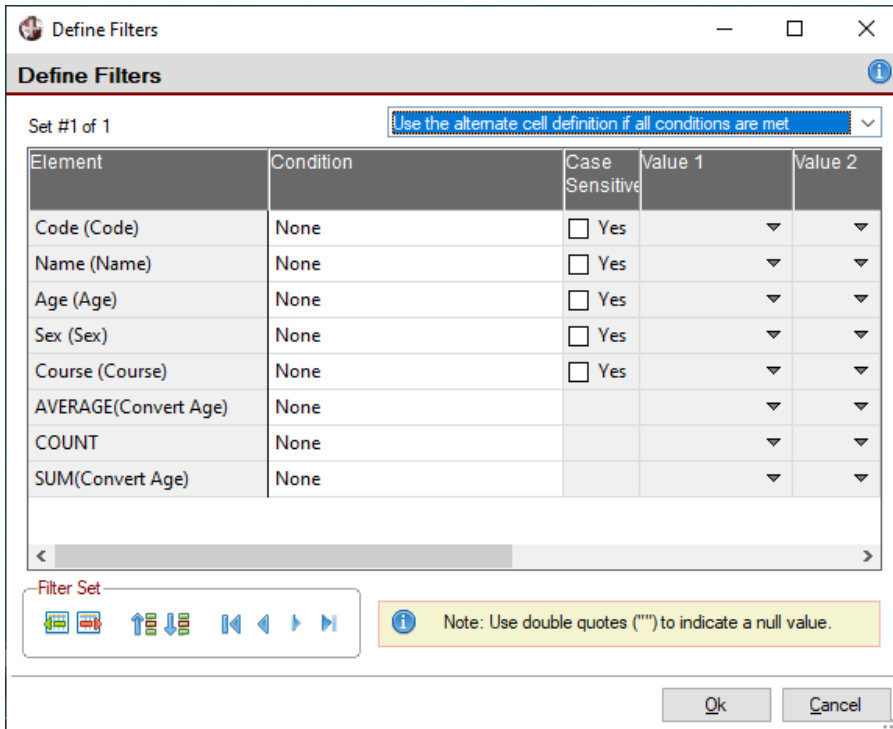 Define Filters
Define Filters
Set #1 of 1
Use the alternate cell definition if all conditions are met
Element Condition Case Sensitive Value 1 Value 2
Code (Code) None Yes
Name (Name) None Yes
Age (Age) None Yes
Sex (Sex) None Yes
Course (Course) None Yes
AVERAGE(Convert Age) None
COUNT None
SUM(Convert Age) None
Filter Set
Note: Use double quotes ("") to indicate a null value.
Ok Cancel